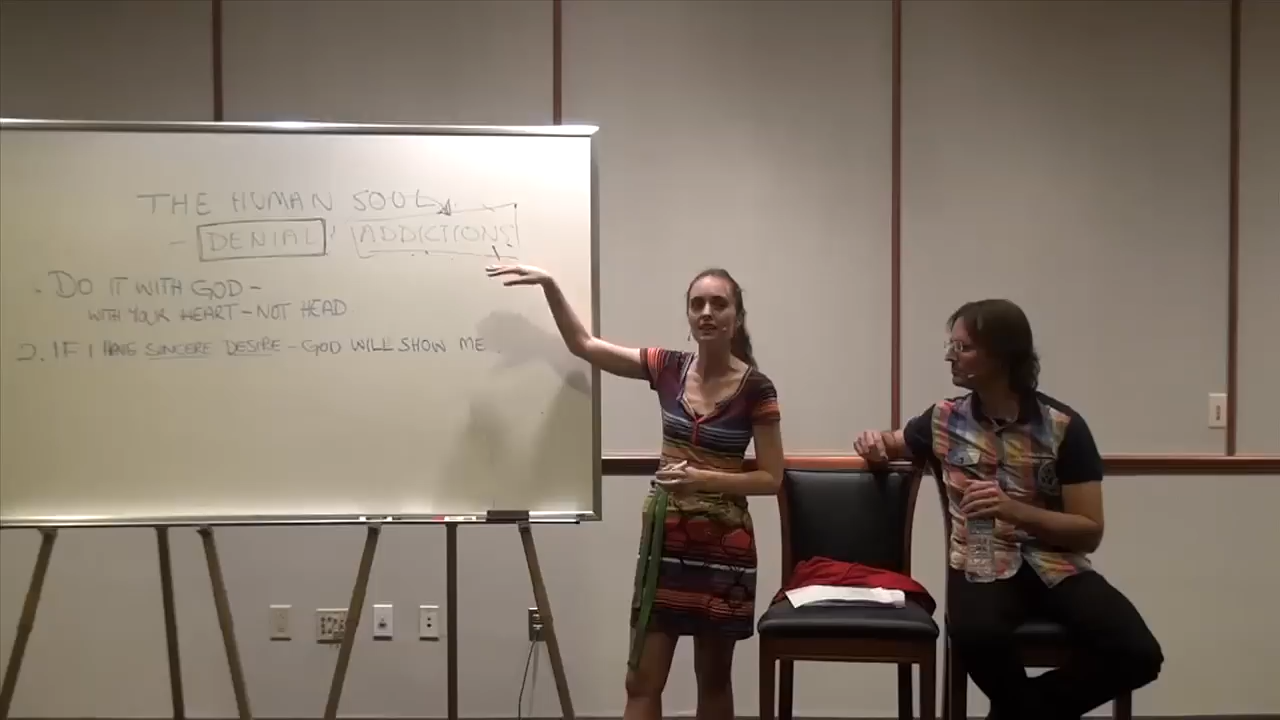 THE HUMAN SOUL
- DENIAL, ADDICTIONS
. DO IT WITH GOD -
WITH YOUR HEART - NOT HEAD
2. IF I HAVE SINCERE DESIRE - GOD WILL SHOW ME